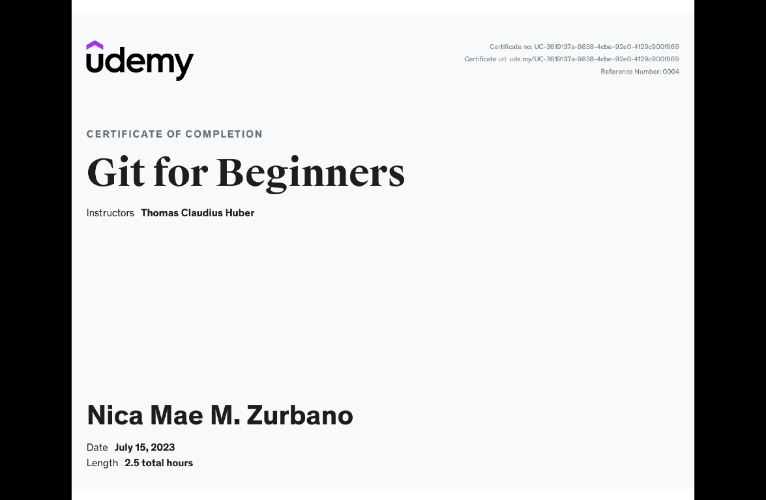 udemy
Certificate no: UC-3619137a-9838-4cbe-92e0-4129c900f969
Certificate url: ude.my/UC-3619137a-9838-4cbe-92e0-4129c900f969
Reference Number: 0004
CERTIFICATE OF COMPLETION
Git for Beginners
Instructors Thomas Claudius Huber
Nica Mae M. Zurbano
Date July 15, 2023
Length 2.5 total hours